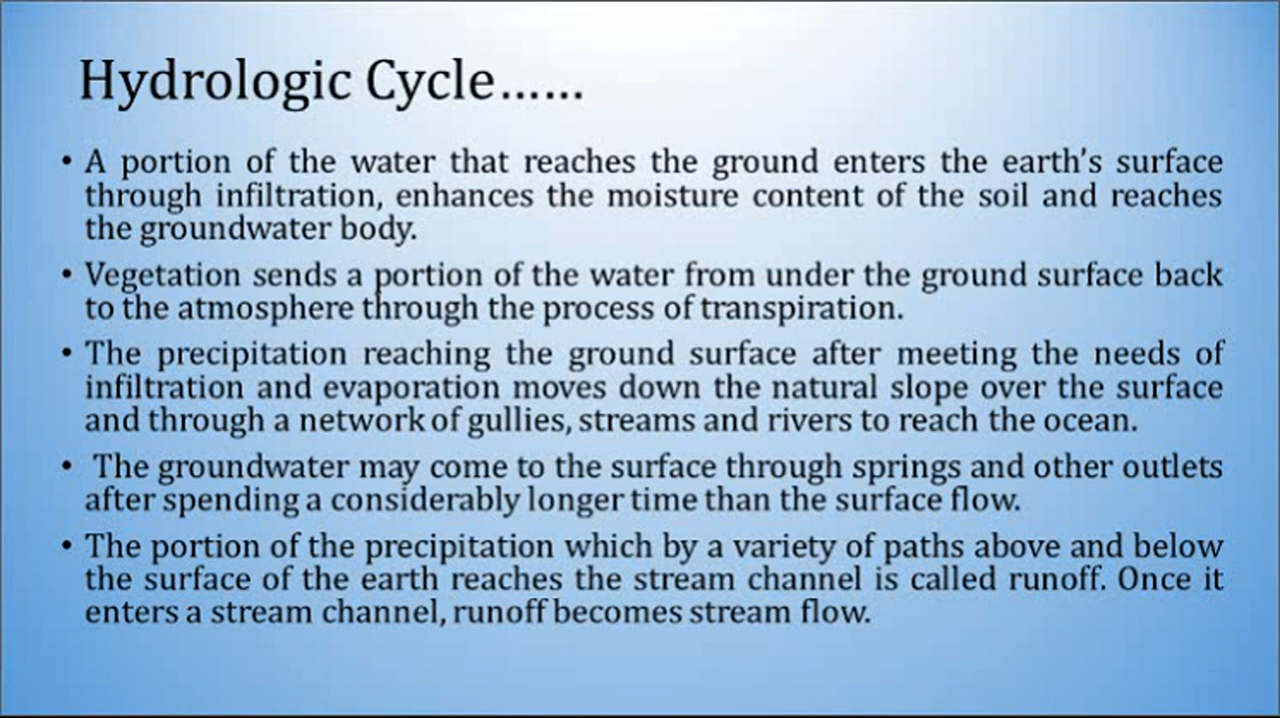 Hydrologic Cycle……
• A portion of the water that reaches the ground enters the earth's surface
through infiltration, enhances the moisture content of the soil and reaches
the groundwater body.
• Vegetation sends a portion of the water from under the ground surface back
to the atmosphere through the process of transpiration.
• The precipitation reaching the ground surface after meeting the needs of
infiltration and evaporation moves down the natural slope over the surface
and through a network of gullies, streams and rivers to reach the ocean.
• The groundwater may come to the surface through springs and other outlets
after spending a considerably longer time than the surface flow.
• The portion of the precipitation which by a variety of paths above and below
the surface of the earth reaches the stream channel is called runoff. Once it
enters a stream channel, runoff becomes stream flow.